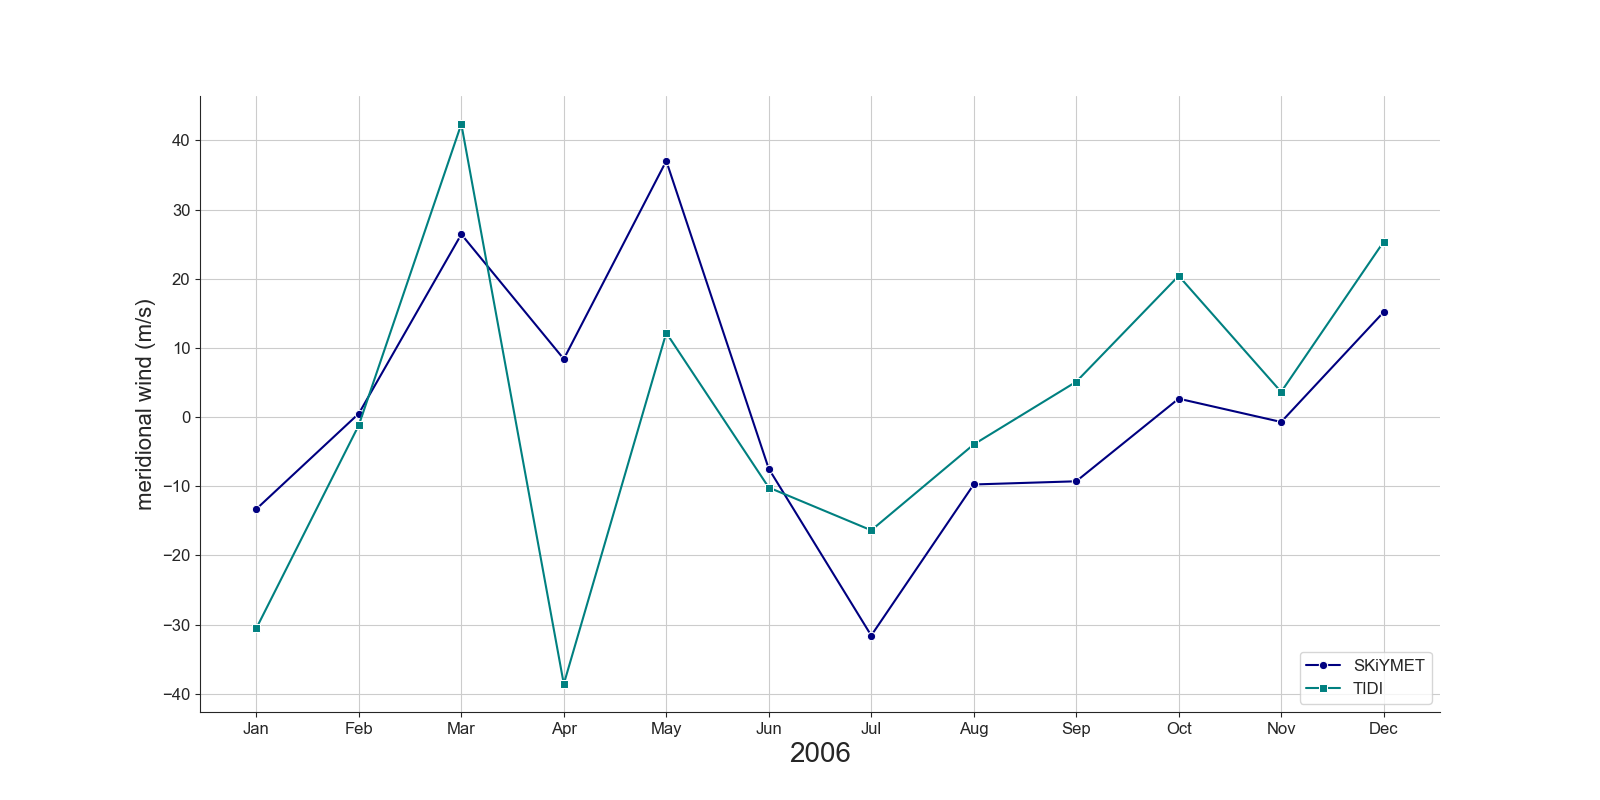 meridional wind (m/s)
40
30
20
10
0
−10
−20
−30
−40
SKiYMET
TIDI
Jan Feb Mar Apr May Jun Jul Aug Sep Oct Nov Dec
2006